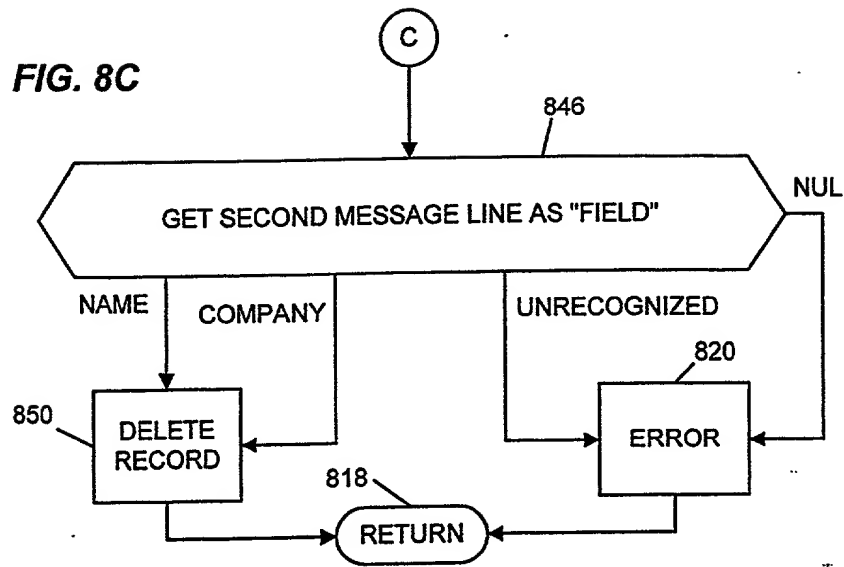 C
FIG. 8C
846
NUL
GET SECOND MESSAGE LINE AS "FIELD"
NAME
COMPANY
UNRECOGNIZED
820
850
DELETE
RECORD
ERROR
818
RETURN